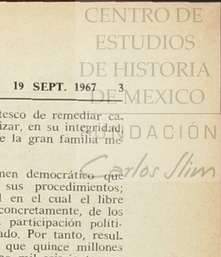 CENTRO DE
ESTUDIOS
DE HISTORIA
DE MEXICO
FUNDACIÓN
Carlos Slim
19 SEPT. 1967 3
tesco de remediar ca.
izar, en su integridad,
e la gran familia me
men democrático que
sus procedimientos;
l en el cual el libre
concretamente, de los
participación políti-
ado. Por tanto, resul.
que quince millones